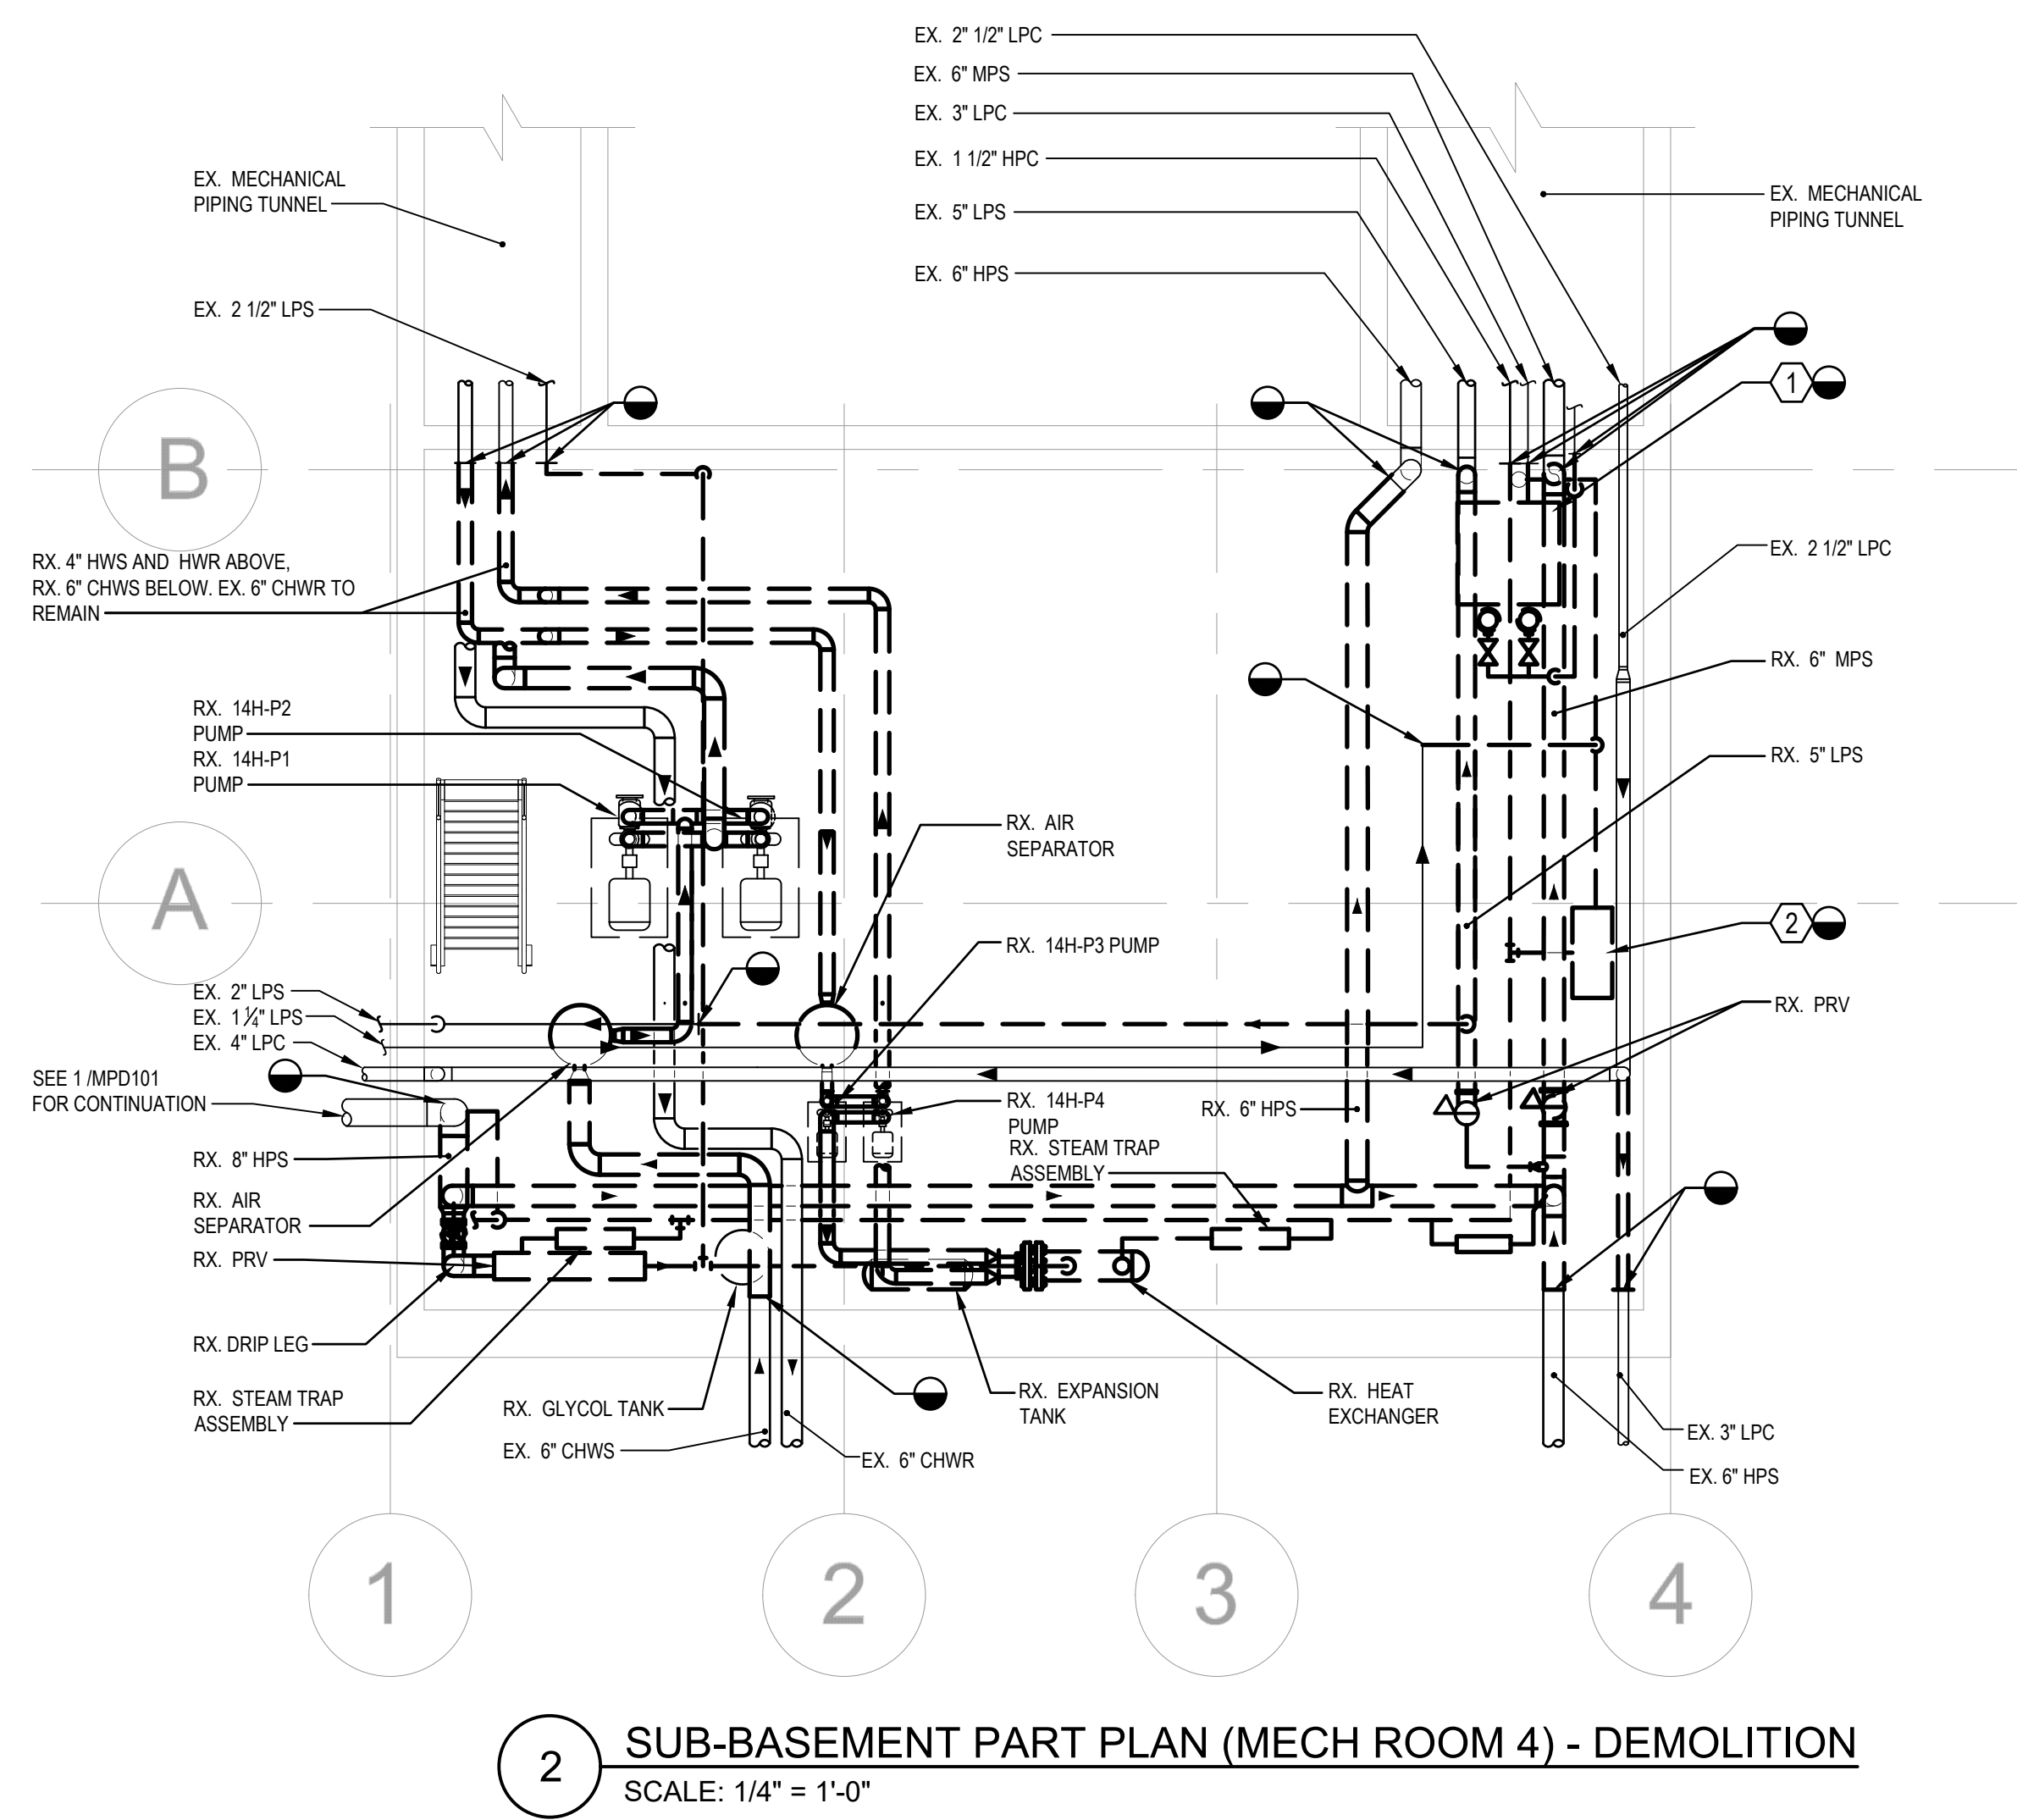 EX. 2" 1/2" LPC
EX. 6" MPS
EX. 3" LPC
EX. 1 1/2" HPC
EX. 5" LPS
EX. 6" HPS
EX. MECHANICAL
PIPING TUNNEL
EX. MECHANICAL
PIPING TUNNEL
EX. 2 1/2" LPS
1
B
RX. 4" HWS AND HWR ABOVE,
RX. 6" CHWS BELOW. EX. 6" CHWR TO
REMAIN
EX. 2 1/2" LPC
RX. 6" MPS
RX. 14H-P2
PUMP
RX. 14H-P1
PUMP
RX. 5" LPS
RX. AIR
SEPARATOR
A
2
RX. 14H-P3 PUMP
EX. 2" LPS
EX. 1 1/4" LPS
EX. 4" LPC
RX. PRV
SEE 1 /MPD101
FOR CONTINUATION
RX. 14H-P4
PUMP
RX. 6" HPS
RX. STEAM TRAP
ASSEMBLY
RX. 8" HPS
RX. AIR
SEPARATOR
RX. PRV
RX. DRIP LEG
RX. STEAM TRAP
ASSEMBLY
RX. GLYCOL TANK
EX. 6" CHWS
EX. 6" CHWR
RX. EXPANSION
TANK
RX. HEAT
EXCHANGER
EX. 3" LPC
EX. 6" HPS
1
2
3
4
2
SUB-BASEMENT PART PLAN (MECH ROOM 4) - DEMOLITION
SCALE: 1/4" = 1'-0"